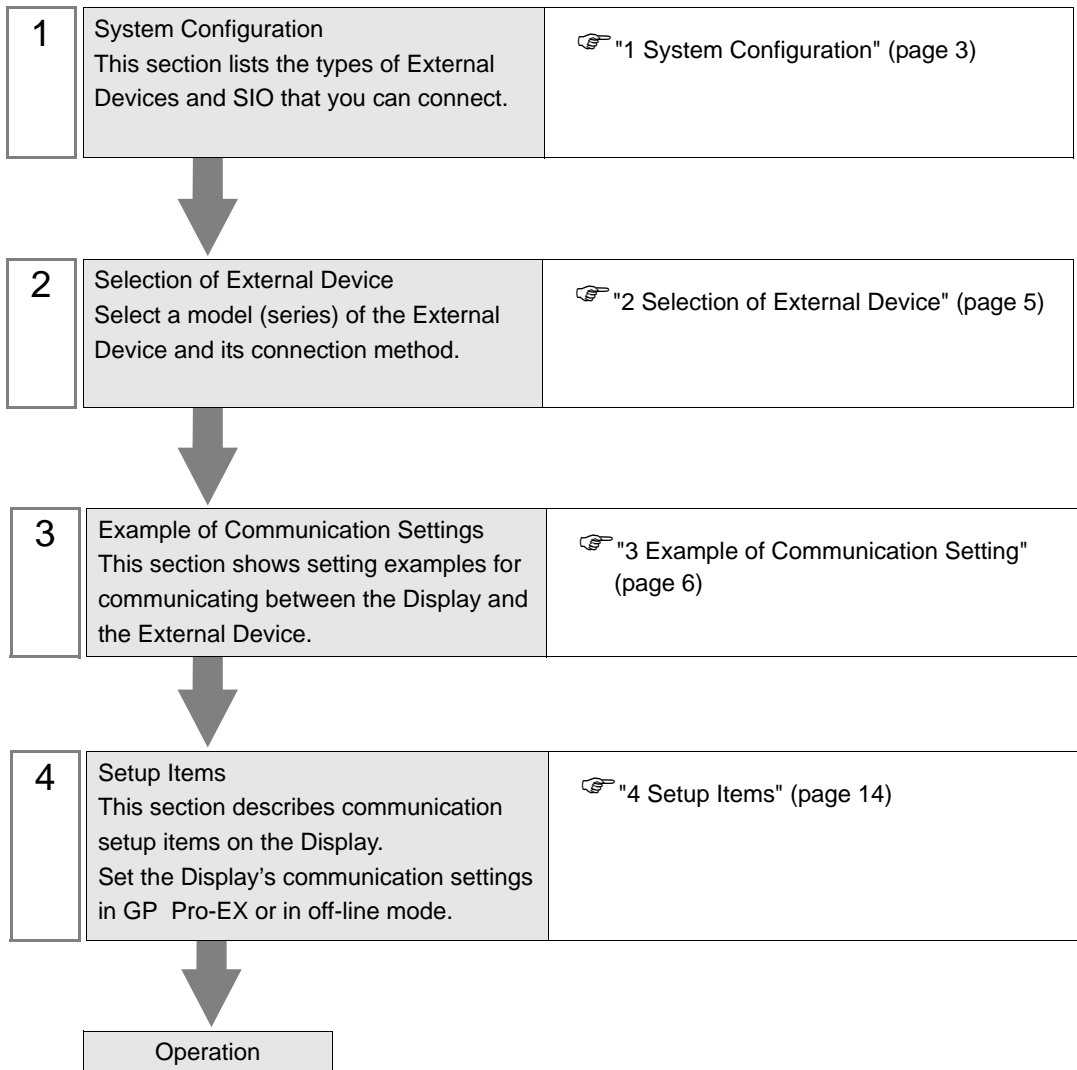 1
System Configuration
This section lists the types of External
Devices and SIO that you can connect.
"1 System Configuration" (page 3)
2
Selection of External Device
Select a model (series) of the External
Device and its connection method.
"2 Selection of External Device" (page 5)
3
Example of Communication Settings
This section shows setting examples for
communicating between the Display and
the External Device.
"3 Example of Communication Setting"
(page 6)
4
Setup Items
This section describes communication
setup items on the Display.
Set the Display’s communication settings
in GP Pro-EX or in off-line mode.
"4 Setup Items" (page 14)
Operation